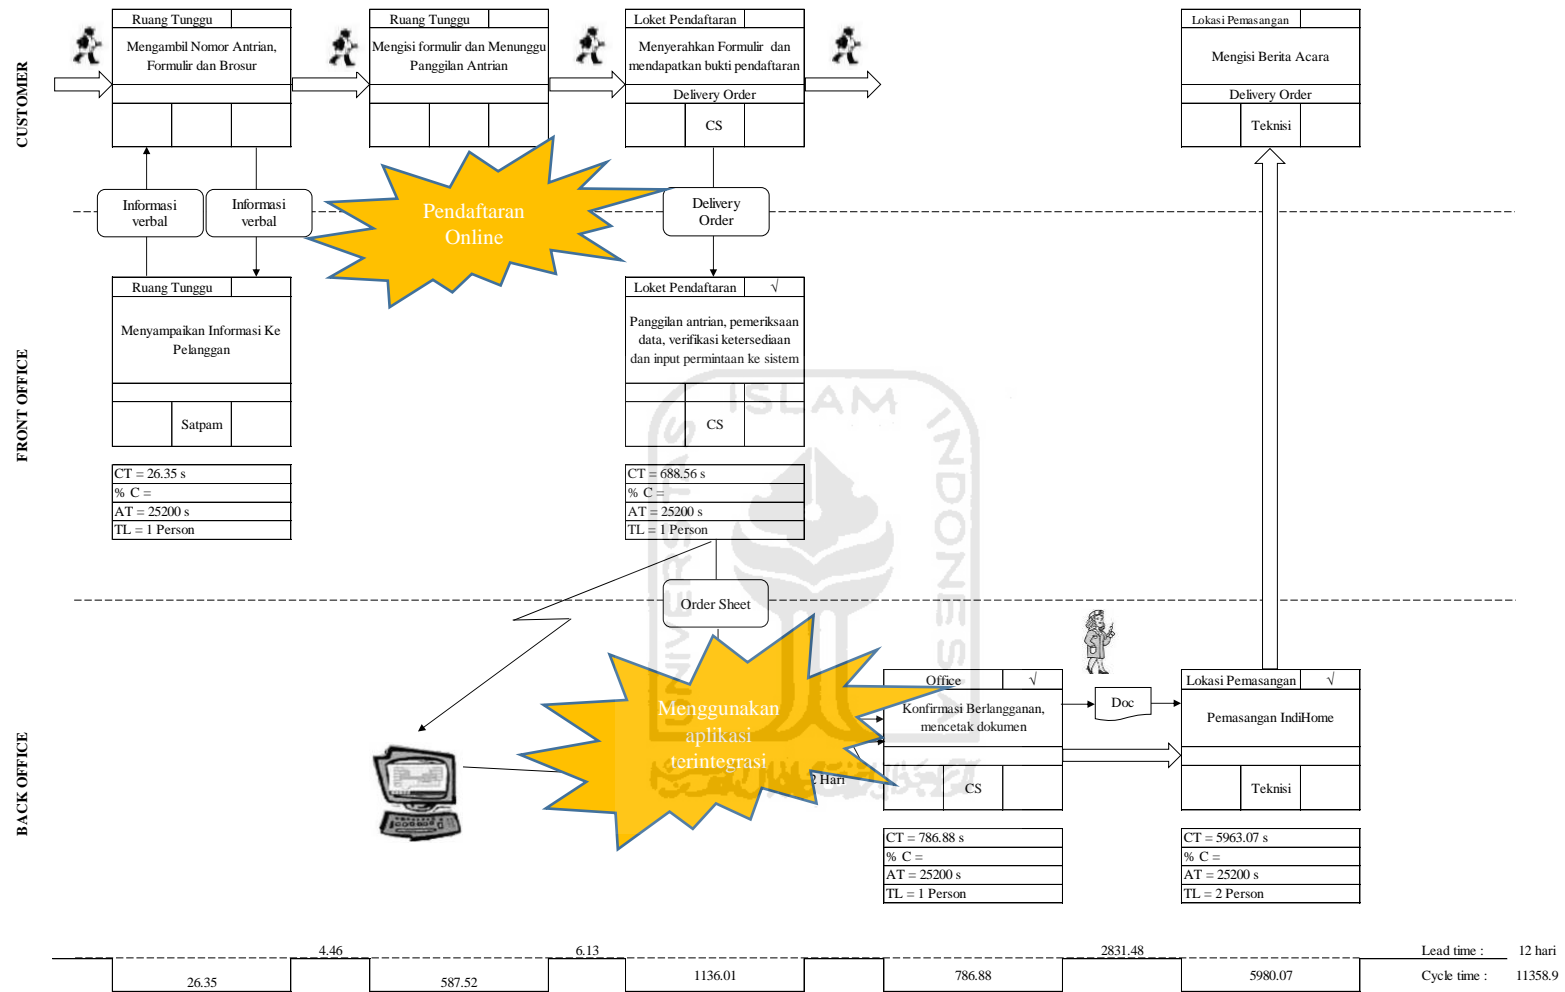 CUSTOMER
Ruang Tunggu
Mengambil Nomor Antrian,
Formulir dan Brosur
Ruang Tunggu
Mengisi formulir dan Menunggu
Panggilan Antrian
Loket Pendaftaran
Menyerahkan Formulir dan
mendapatkan bukti pendaftaran
Delivery Order
CS
Lokasi Pemasangan
Mengisi Berita Acara
Delivery Order
Teknisi
Informasi
verbal
Informasi
verbal
Pendaftaran
Online
Delivery
Order
FRONT OFFICE
Ruang Tunggu
Menyampaikan Informasi Ke
Pelanggan
Satpam
CT = 26.35 s
% C =
AT = 25200 s
TL = 1 Person
Loket Pendaftaran √
Panggilan antrian, pemeriksaan
data, verifikasi ketersediaan
dan input permintaan ke sistem
CS
CT = 688.56 s
% C =
AT = 25200 s
TL = 1 Person
UNIVERSITAS ISLAM INDONESIA
Order Sheet
BACK OFFICE
Menggunakan
aplikasi
terintegrasi
2 Hari
Office √
Konfirmasi Berlangganan,
mencetak dokumen
CS
CT = 786.88 s
% C =
AT = 25200 s
TL = 1 Person
Doc
Lokasi Pemasangan √
Pemasangan IndiHome
Teknisi
CT = 5963.07 s
% C =
AT = 25200 s
TL = 2 Person
4.46 6.13 2831.48 Lead time : 12 hari
26.35 587.52 1136.01 786.88 5980.07 Cycle time : 11358.9